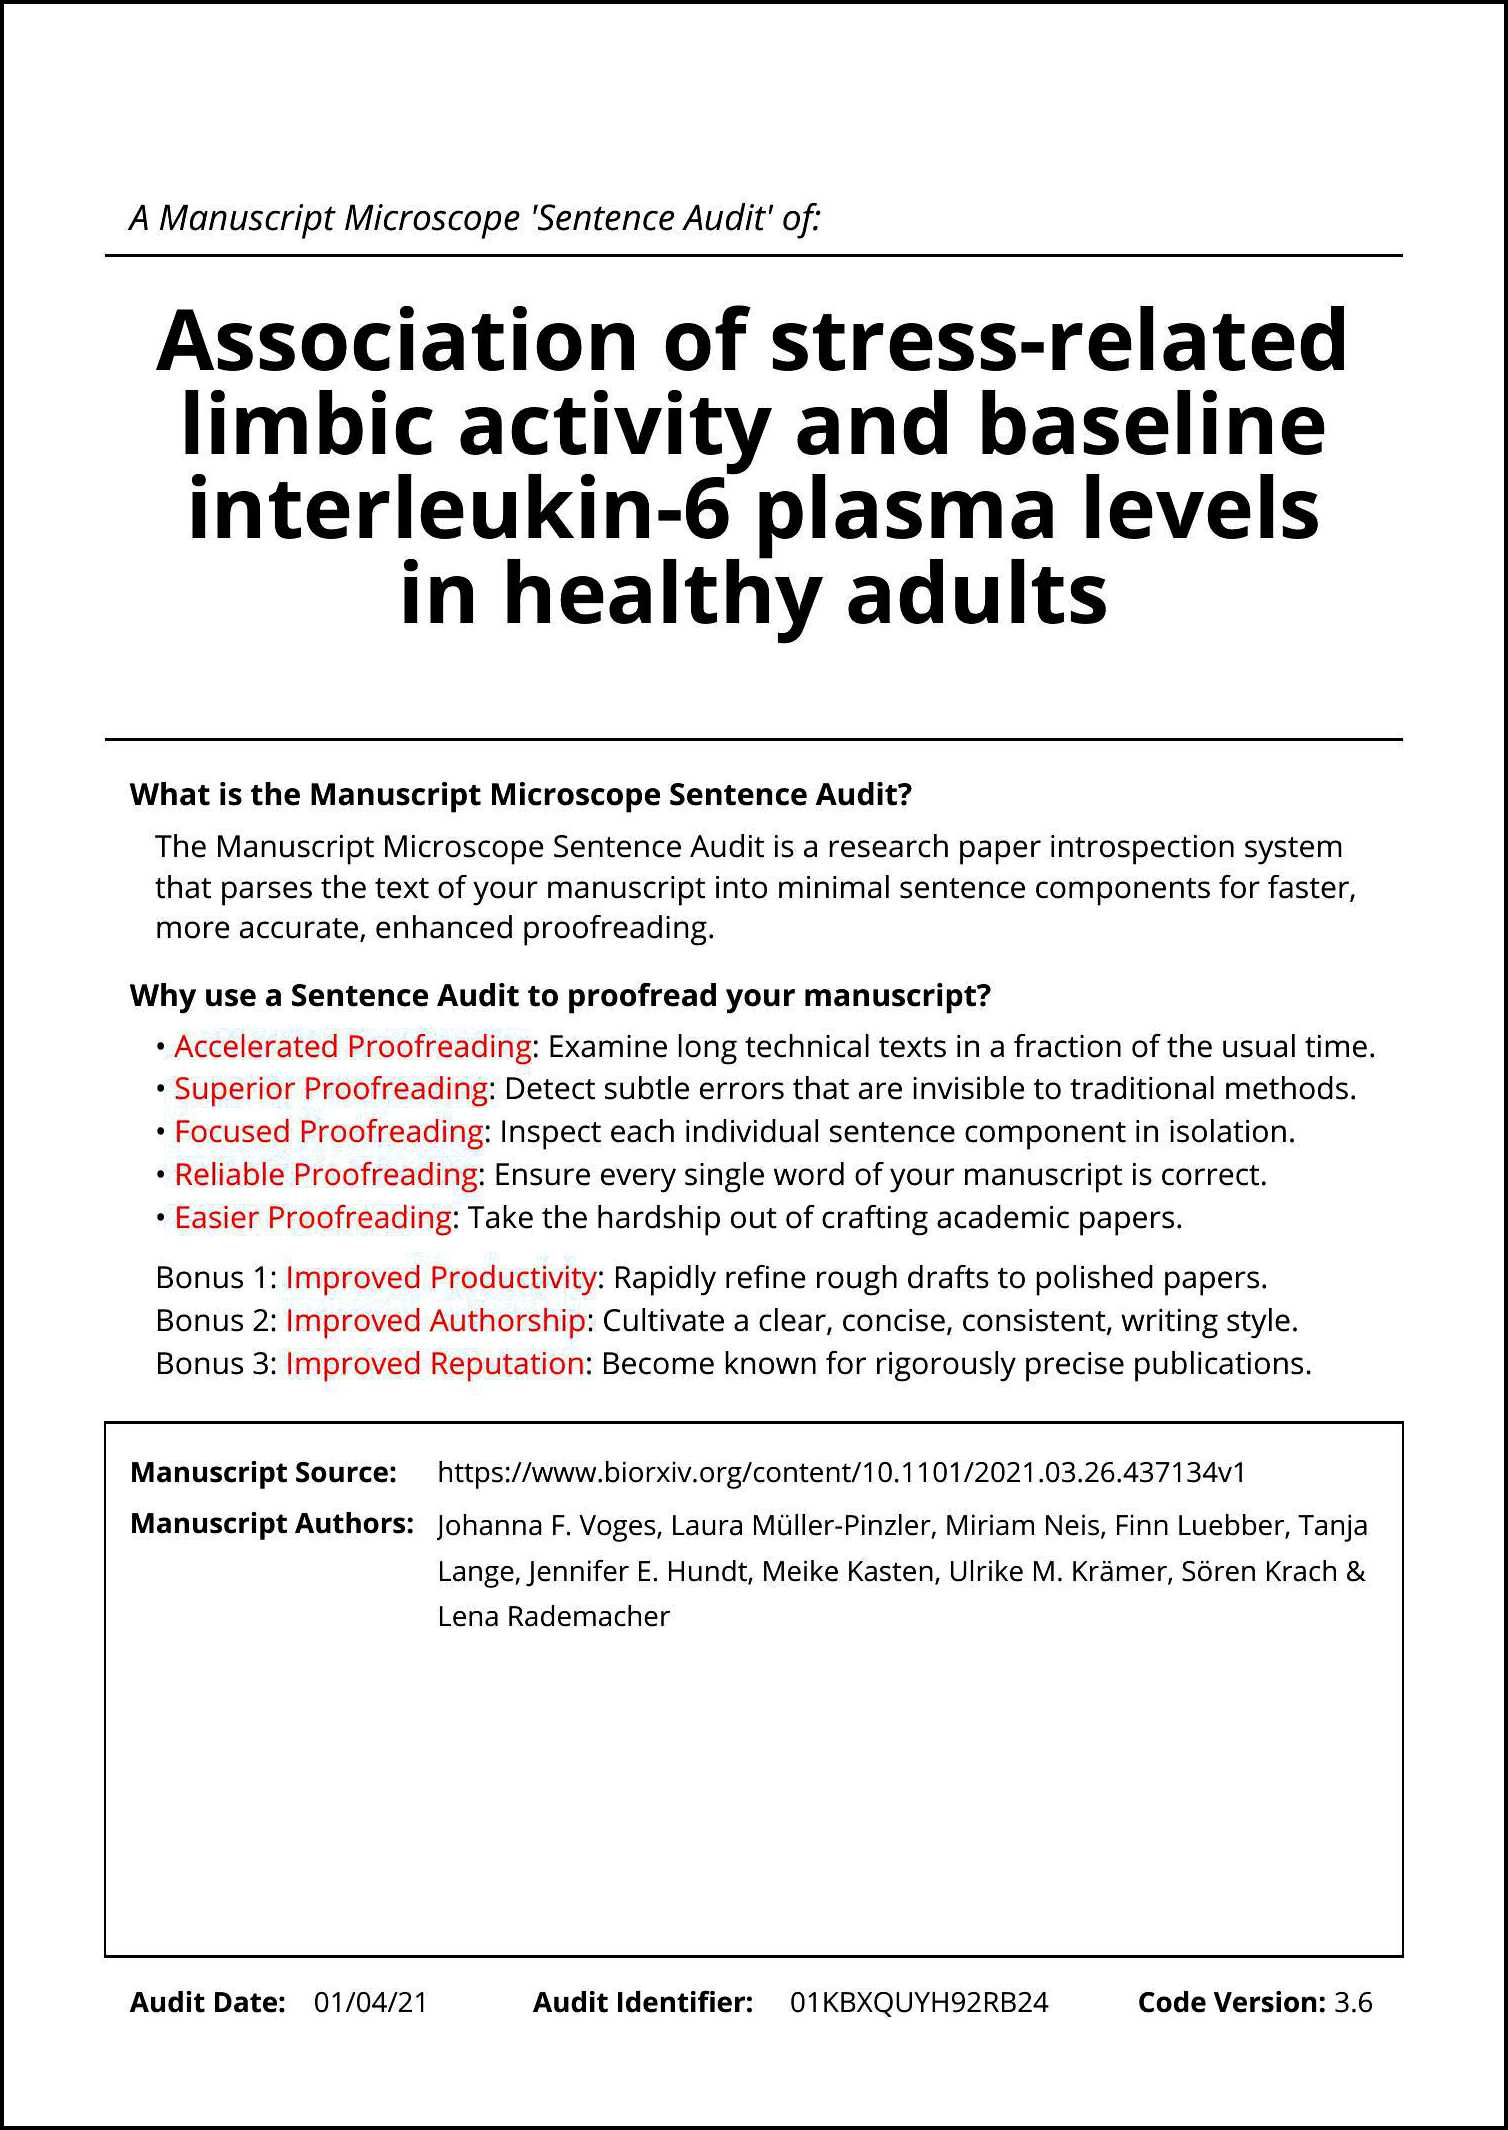 A Manuscript Microscope 'Sentence Audit' of:
Association of stress-related
limbic activity and baseline
interleukin-6 plasma levels
in healthy adults
What is the Manuscript Microscope Sentence Audit?
The Manuscript Microscope Sentence Audit is a research paper introspection system
that parses the text of your manuscript into minimal sentence components for faster,
more accurate, enhanced proofreading.
Why use a Sentence Audit to proofread your manuscript?
• Accelerated Proofreading: Examine long technical texts in a fraction of the usual time.
• Superior Proofreading: Detect subtle errors that are invisible to traditional methods.
• Focused Proofreading: Inspect each individual sentence component in isolation.
• Reliable Proofreading: Ensure every single word of your manuscript is correct.
• Easier Proofreading: Take the hardship out of crafting academic papers.
Bonus 1: Improved Productivity: Rapidly refine rough drafts to polished papers.
Bonus 2: Improved Authorship: Cultivate a clear, concise, consistent, writing style.
Bonus 3: Improved Reputation: Become known for rigorously precise publications.
Manuscript Source: https://www.biorxiv.org/content/10.1101/2021.03.26.437134v1
Manuscript Authors: Johanna F. Voges, Laura Müller-Pinzler, Miriam Neis, Finn Luebber, Tanja
Lange, Jennifer E. Hundt, Meike Kasten, Ulrike M. Krämer, Sören Krach &
Lena Rademacher
Audit Date: 01/04/21 Audit Identifier: 01KBXQUYH92RB24 Code Version: 3.6